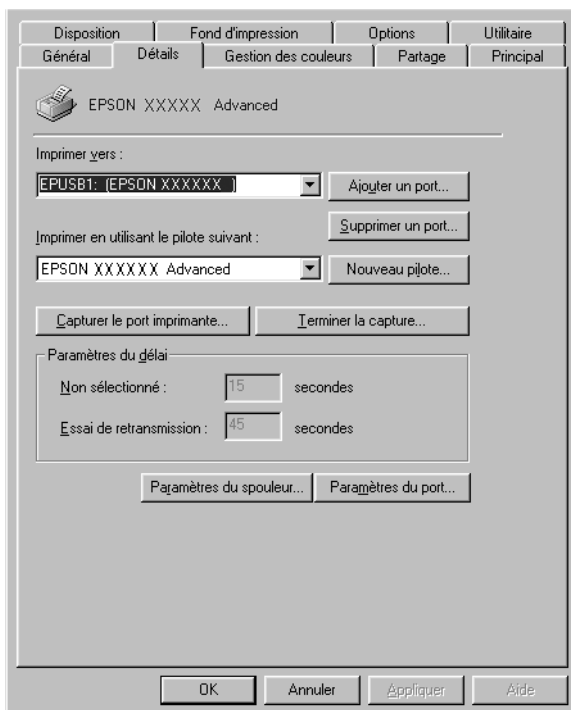 Disposition Fond d'impression Options Utilitaire
Général Détails Gestion des couleurs Partage Principal
EPSON XXXXX Advanced
Imprimer vers :
EPUSB1: (EPSON XXXXXX ) Ajouter un port...
Supprimer un port...
Imprimer en utilisant le pilote suivant :
EPSON XXXXXX Advanced Nouveau pilote...
Capturer le port imprimante... Terminer la capture...
Paramètres du délai
Non sélectionné : 15 secondes
Essai de retransmission : 45 secondes
Paramètres du spouleur... Paramètres du port...
OK Annuler Appliquer Aide